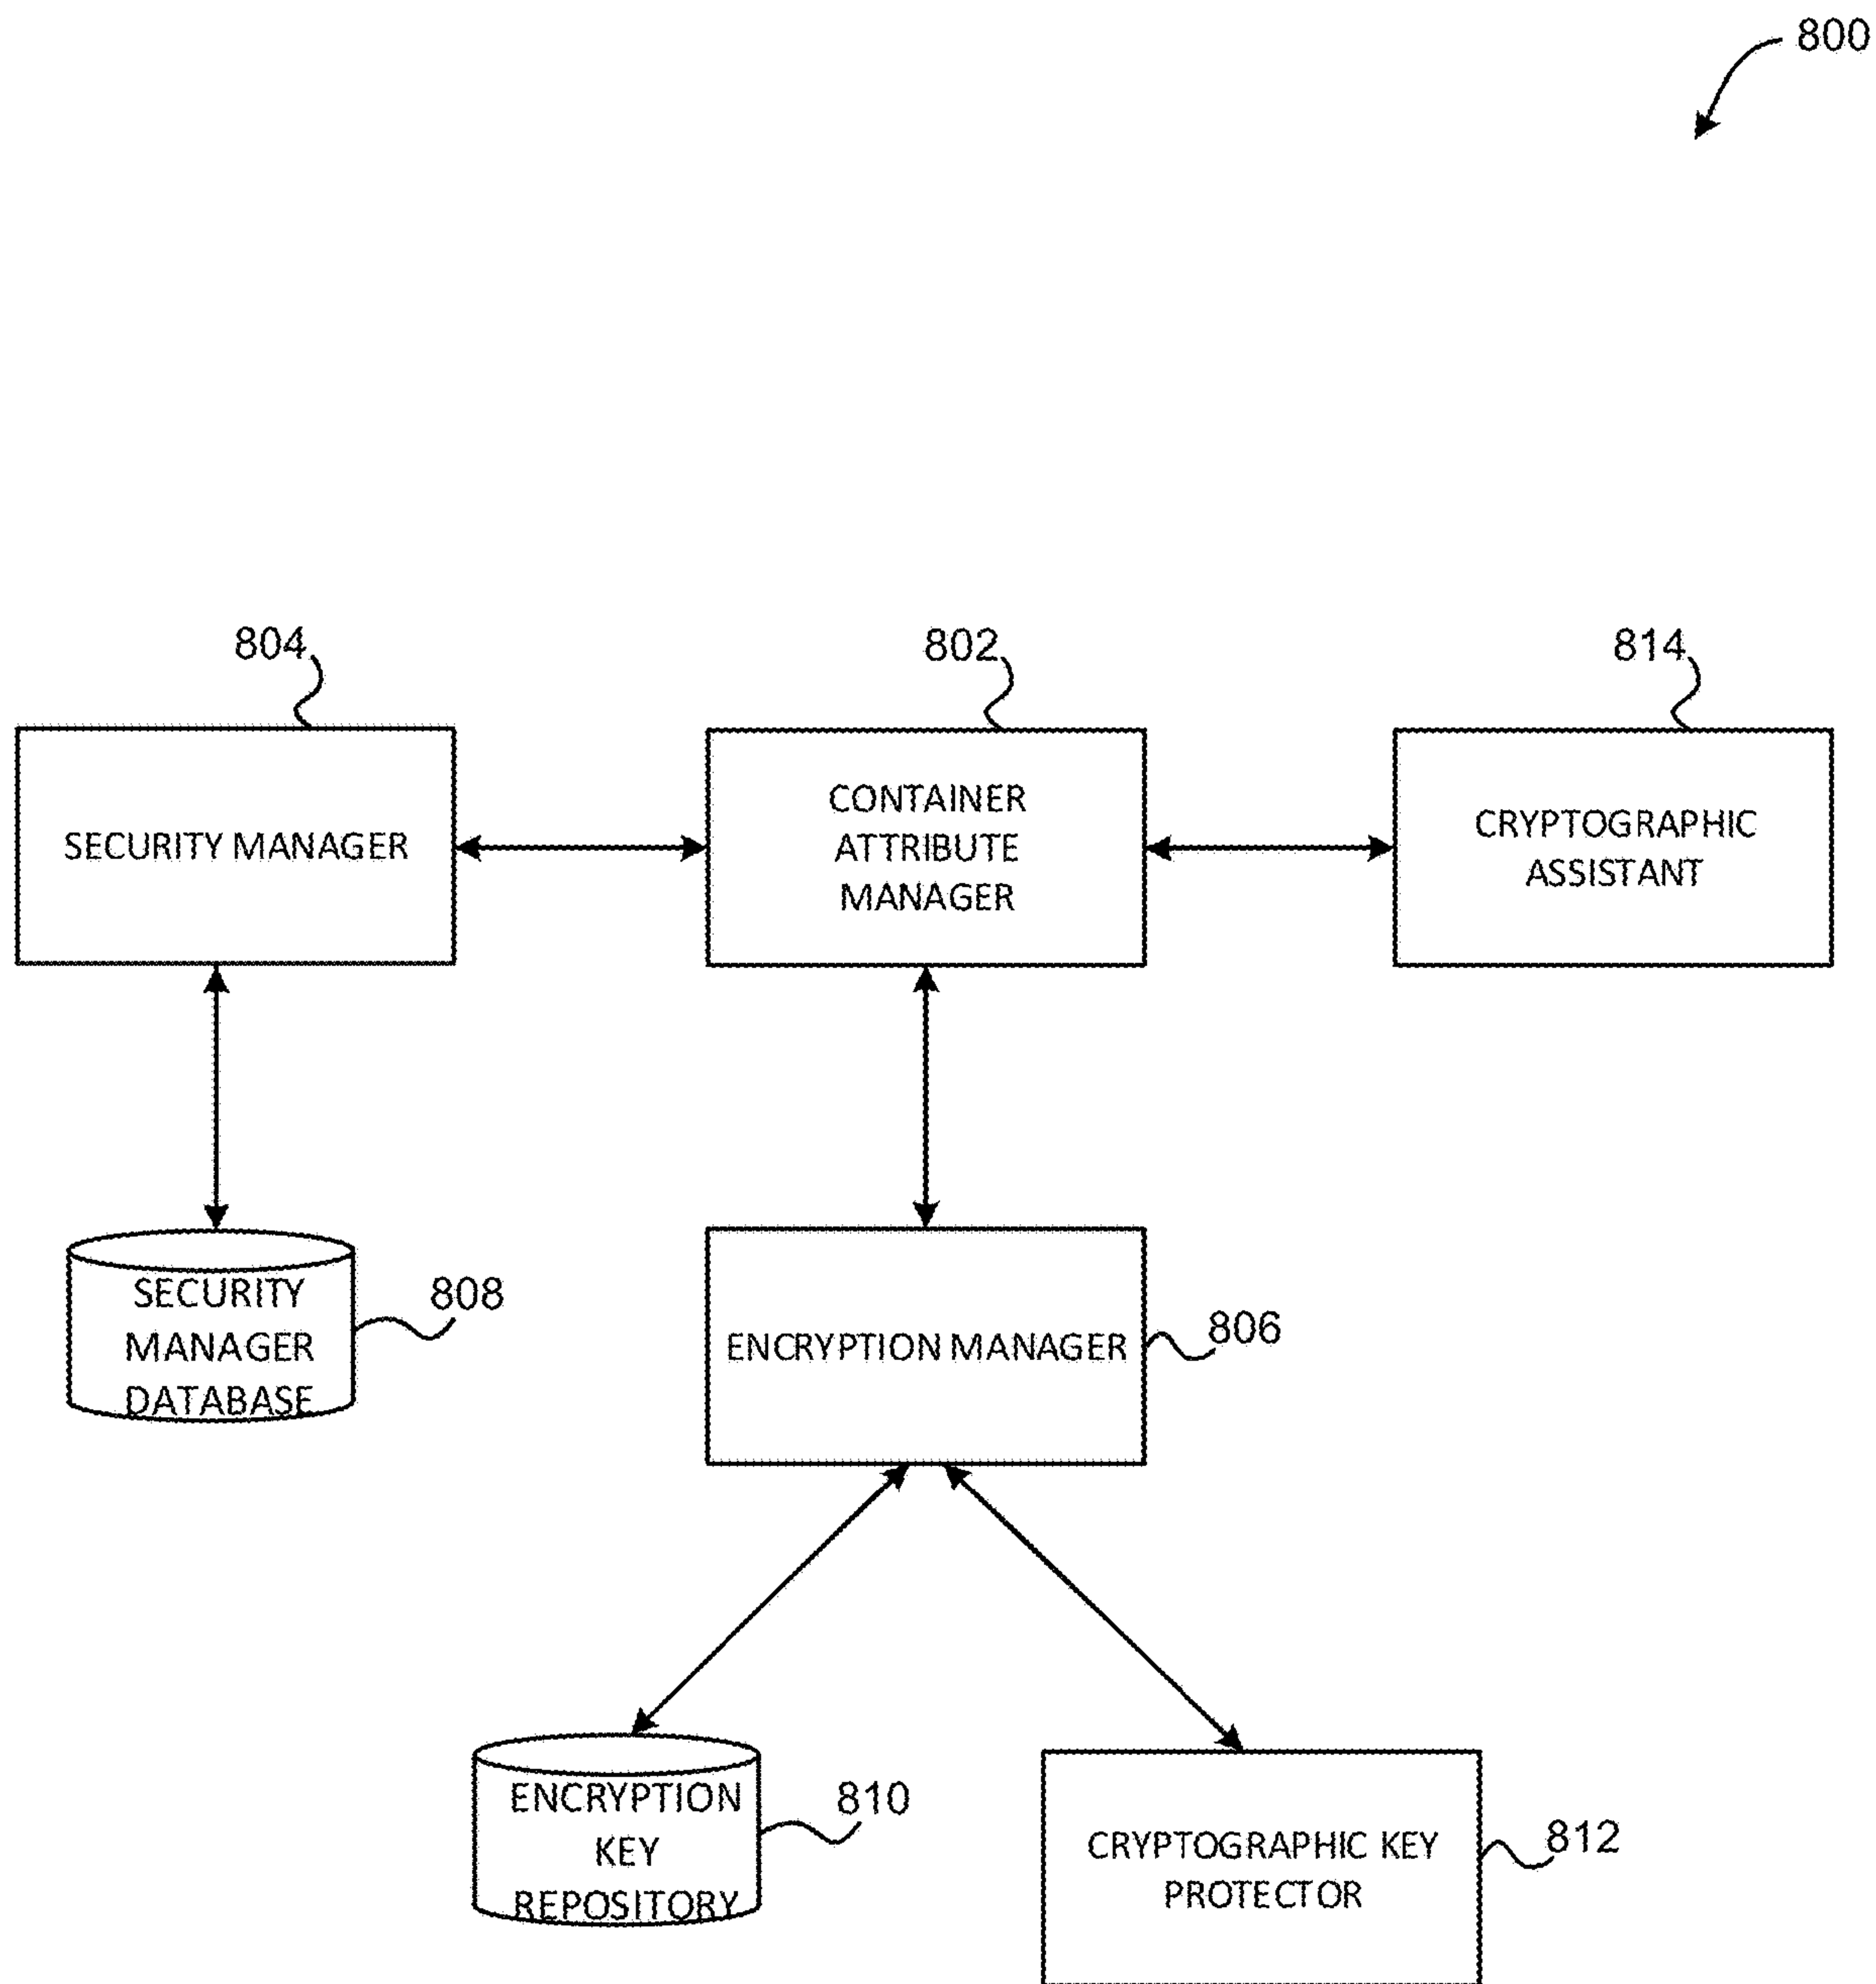 800
804
802
814
SECURITY MANAGER
CONTAINER
ATTRIBUTE
MANAGER
CRYPTOGRAPHIC
ASSISTANT
SECURITY
MANAGER
DATABASE
808
ENCRYPTION MANAGER
806
ENCRYPTION
KEY
REPOSITORY
810
CRYPTOGRAPHIC KEY
PROTECTOR
812